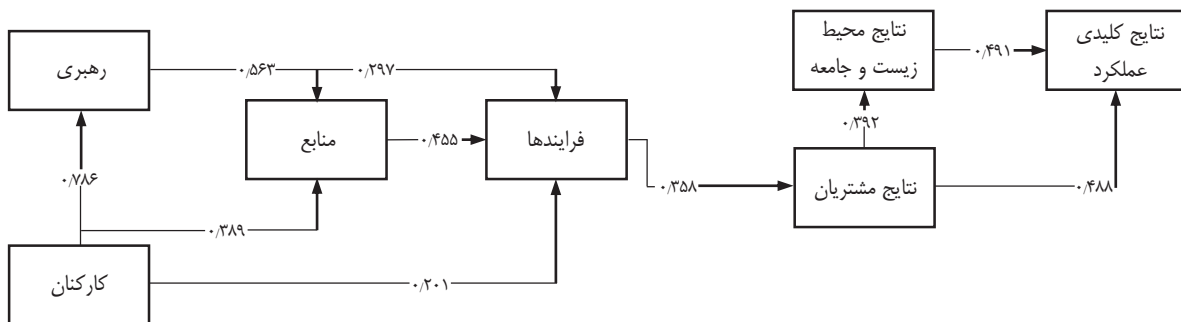 نتایج کلیدی
عملکرد
۰/۴۹۱
نتایج محیط
زیست و جامعه
۰/۲۹۷
۰/۵۶۳
رهبری
۰/۳۹۲
فرایندها
۰/۴۵۵
منابع
۰/۷۸۶
۰/۴۸۸
نتایج مشتریان
۰/۳۵۸
۰/۳۸۹
۰/۲۰۱
کارکنان